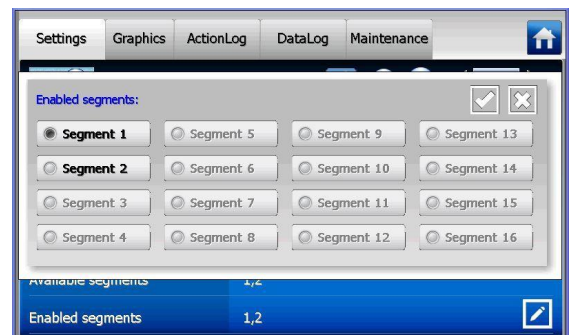 Settings Graphics ActionLog DataLog Maintenance
Enabled segments:
Segment 1 Segment 5 Segment 9 Segment 13
Segment 2 Segment 6 Segment 10 Segment 14
Segment 3 Segment 7 Segment 11 Segment 15
Segment 4 Segment 8 Segment 12 Segment 16
Available segments 1,2
Enabled segments 1,2